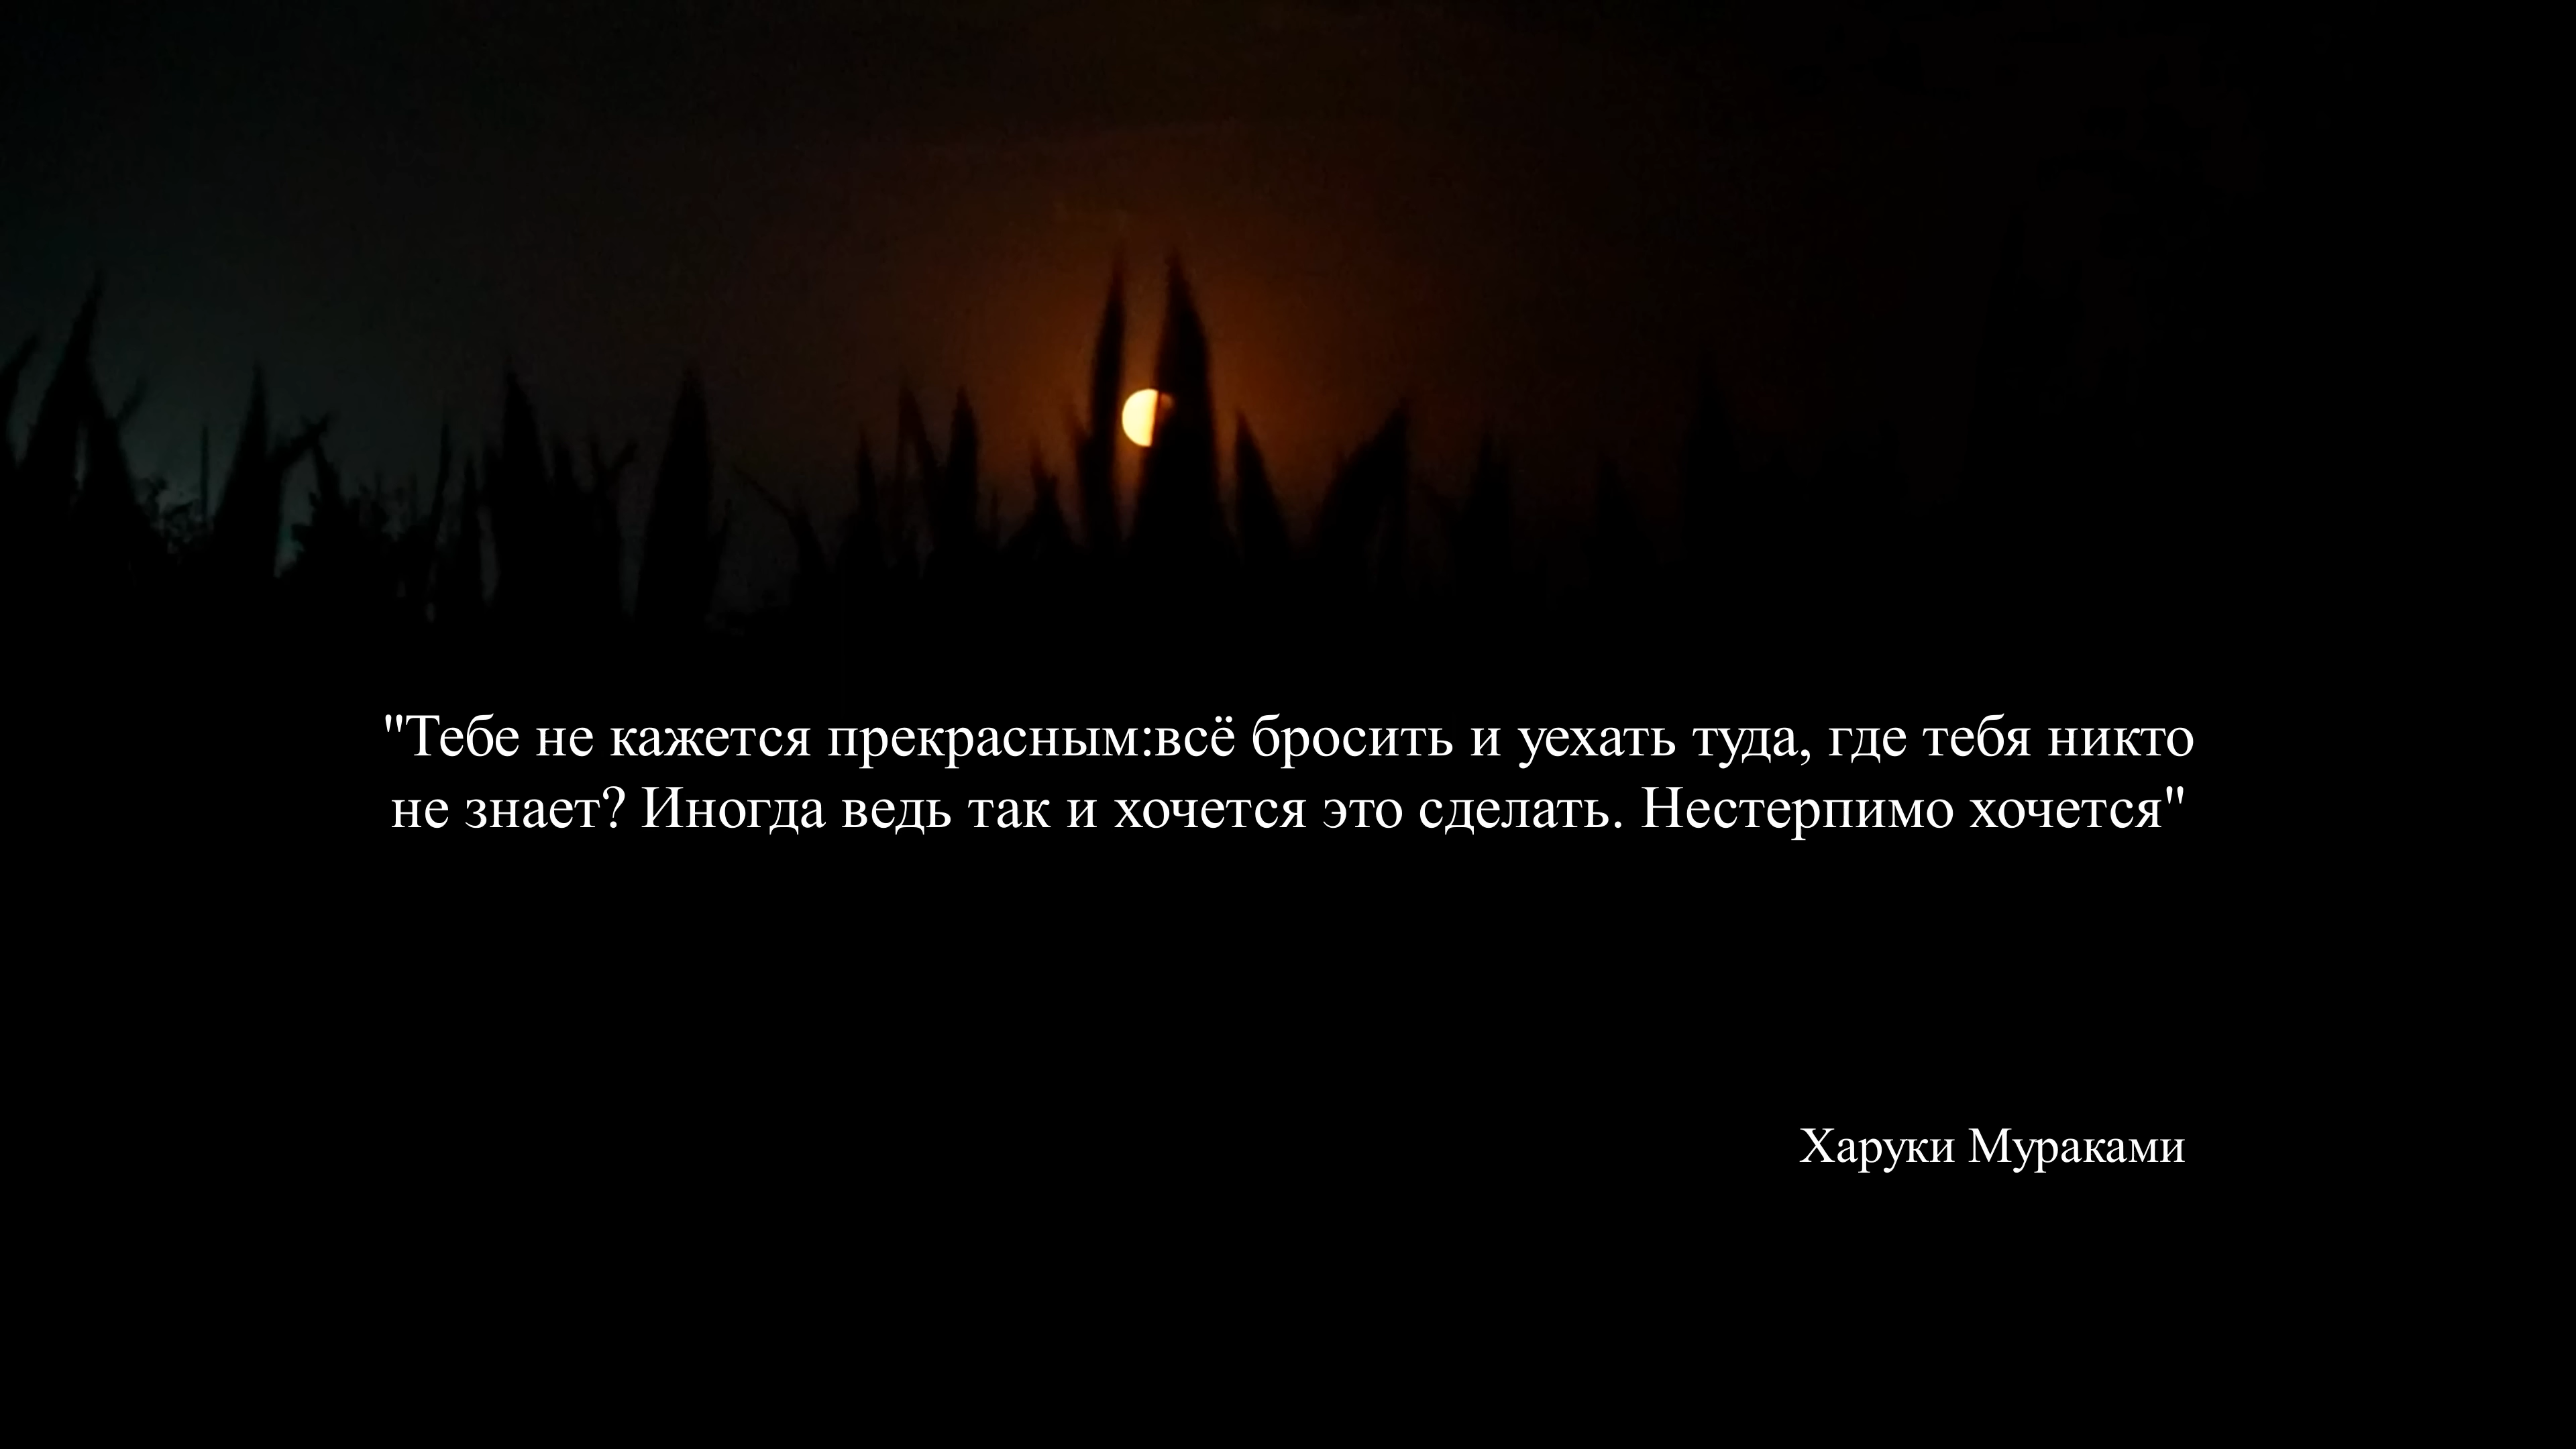 "Тебе не кажется прекрасным:всё бросить и уехать туда, где тебя никто
не знает? Иногда ведь так и хочется это сделать. Нестерпимо хочется"
Харуки Мураками